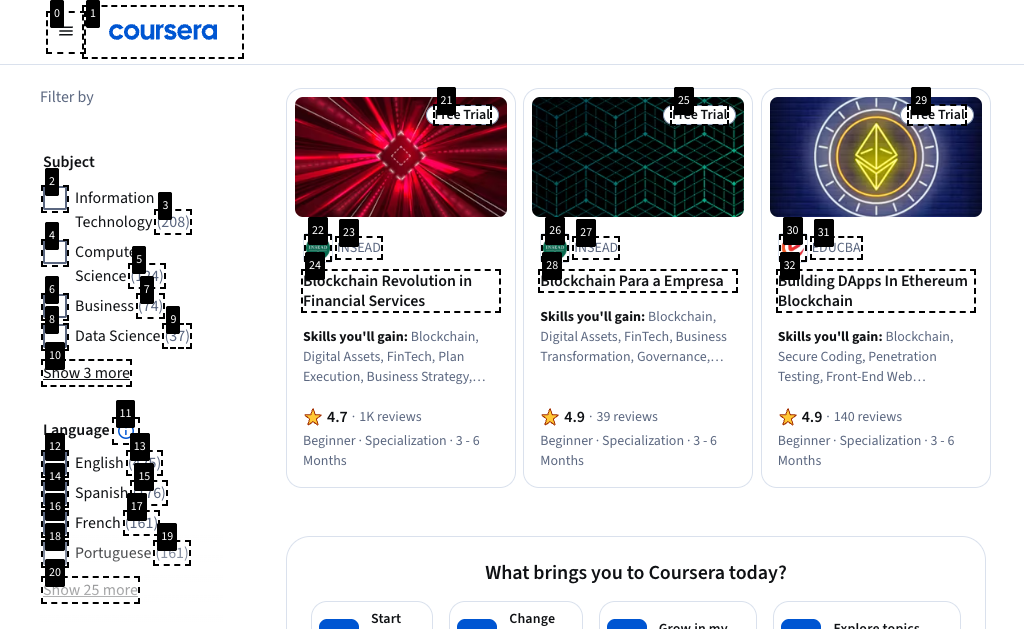 coursera
Filter by
Subject
Information
Technology (208)
Science
Business (74)
Data Science (37)
Show 3 more
Language
English
Spanish
French (161)
Portuguese (161)
Show 25 more
Free Trial
INSEAD
Blockchain Revolution in
Financial Services
Skills you'll gain: Blockchain,
Digital Assets, FinTech, Plan
Execution, Business Strategy,…
4.7 · 1K reviews
Beginner · Specialization · 3 - 6
Months
Free Trial
INSEAD
Blockchain Para a Empresa
Skills you'll gain: Blockchain,
Digital Assets, FinTech, Business
Transformation, Governance,…
4.9 · 39 reviews
Beginner · Specialization · 3 - 6
Months
Free Trial
EDUCBA
Building DApps In Ethereum
Blockchain
Skills you'll gain: Blockchain,
Secure Coding, Penetration
Testing, Front-End Web…
4.9 · 140 reviews
Beginner · Specialization · 3 - 6
Months
What brings you to Coursera today?
Start
Change
Grow in my
Explore topics
0
1
2
3
4
5
6
7
8
9
10
11
12
13
14
15
16
17
18
19
20
21
22
23
24
25
26
27
28
29
30
31
32